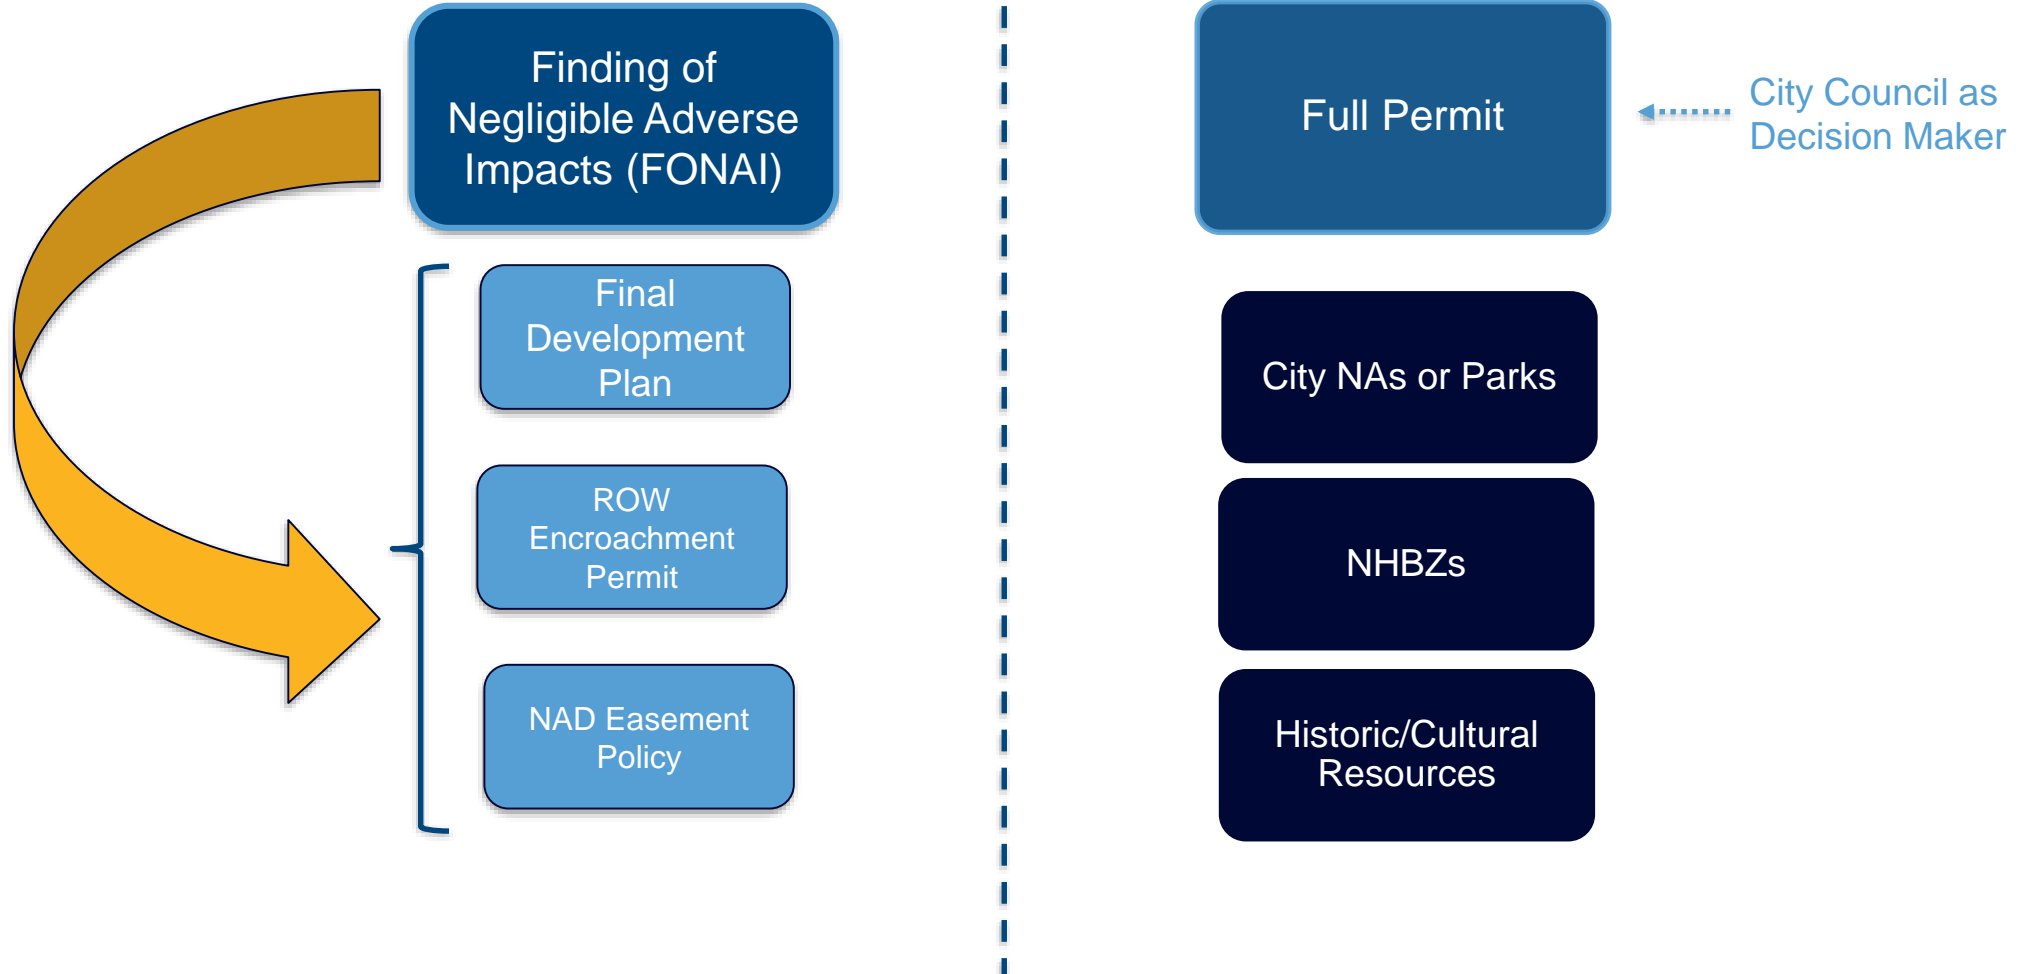 Finding of
Negligible Adverse
Impacts (FONAI)
Final
Development
Plan
ROW
Encroachment
Permit
NAD Easement
Policy
Full Permit
City Council as
Decision Maker
City NAs or Parks
NHBZs
Historic/Cultural
Resources